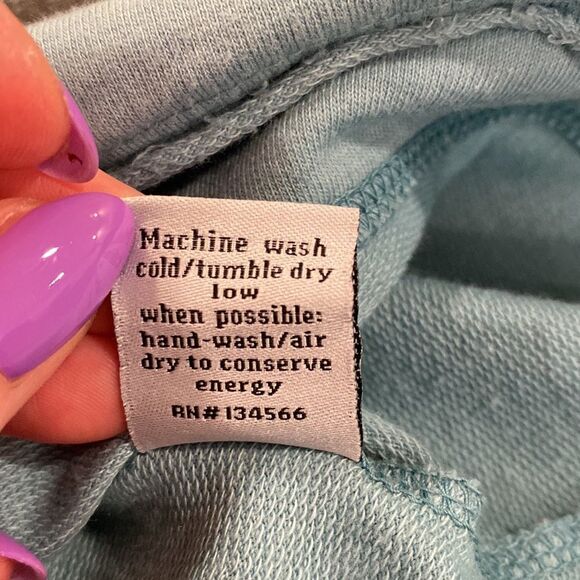 Machine wash
cold/tumble dry
low
when possible:
hand-wash/air
dry to conserve
energy
RN#134566